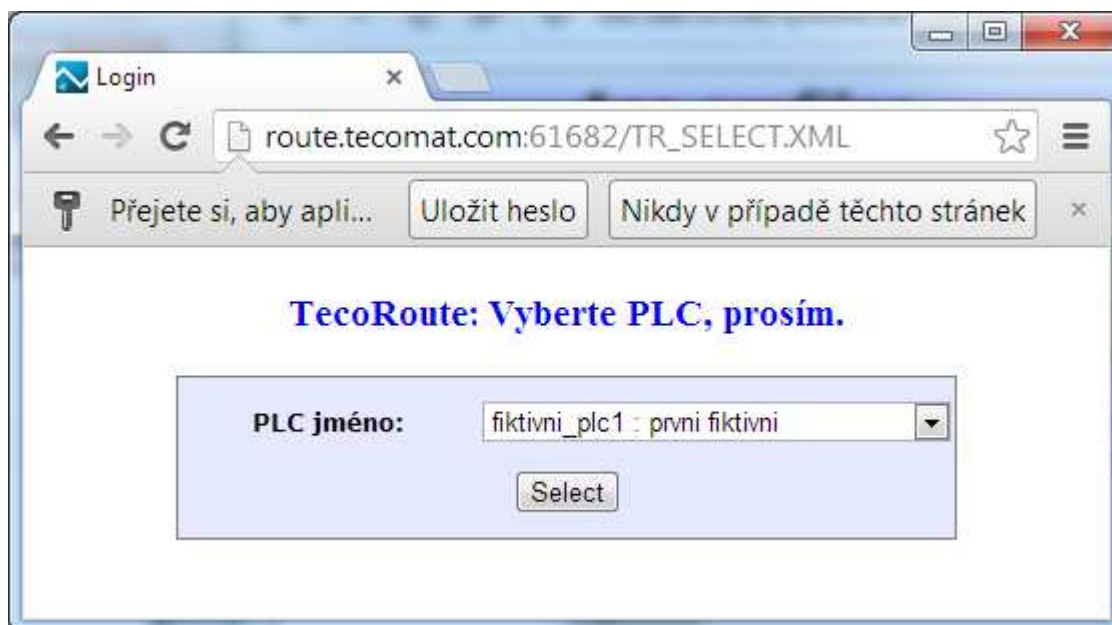 Login
route.tecomat.com:61682/TR_SELECT.XML
Přejete si, aby apli... Uložit heslo Nikdy v případě těchto stránek
TecoRoute: Vyberte PLC, prosím.
PLC jméno: fiktivni_plc1 : prvni fiktivni
Select